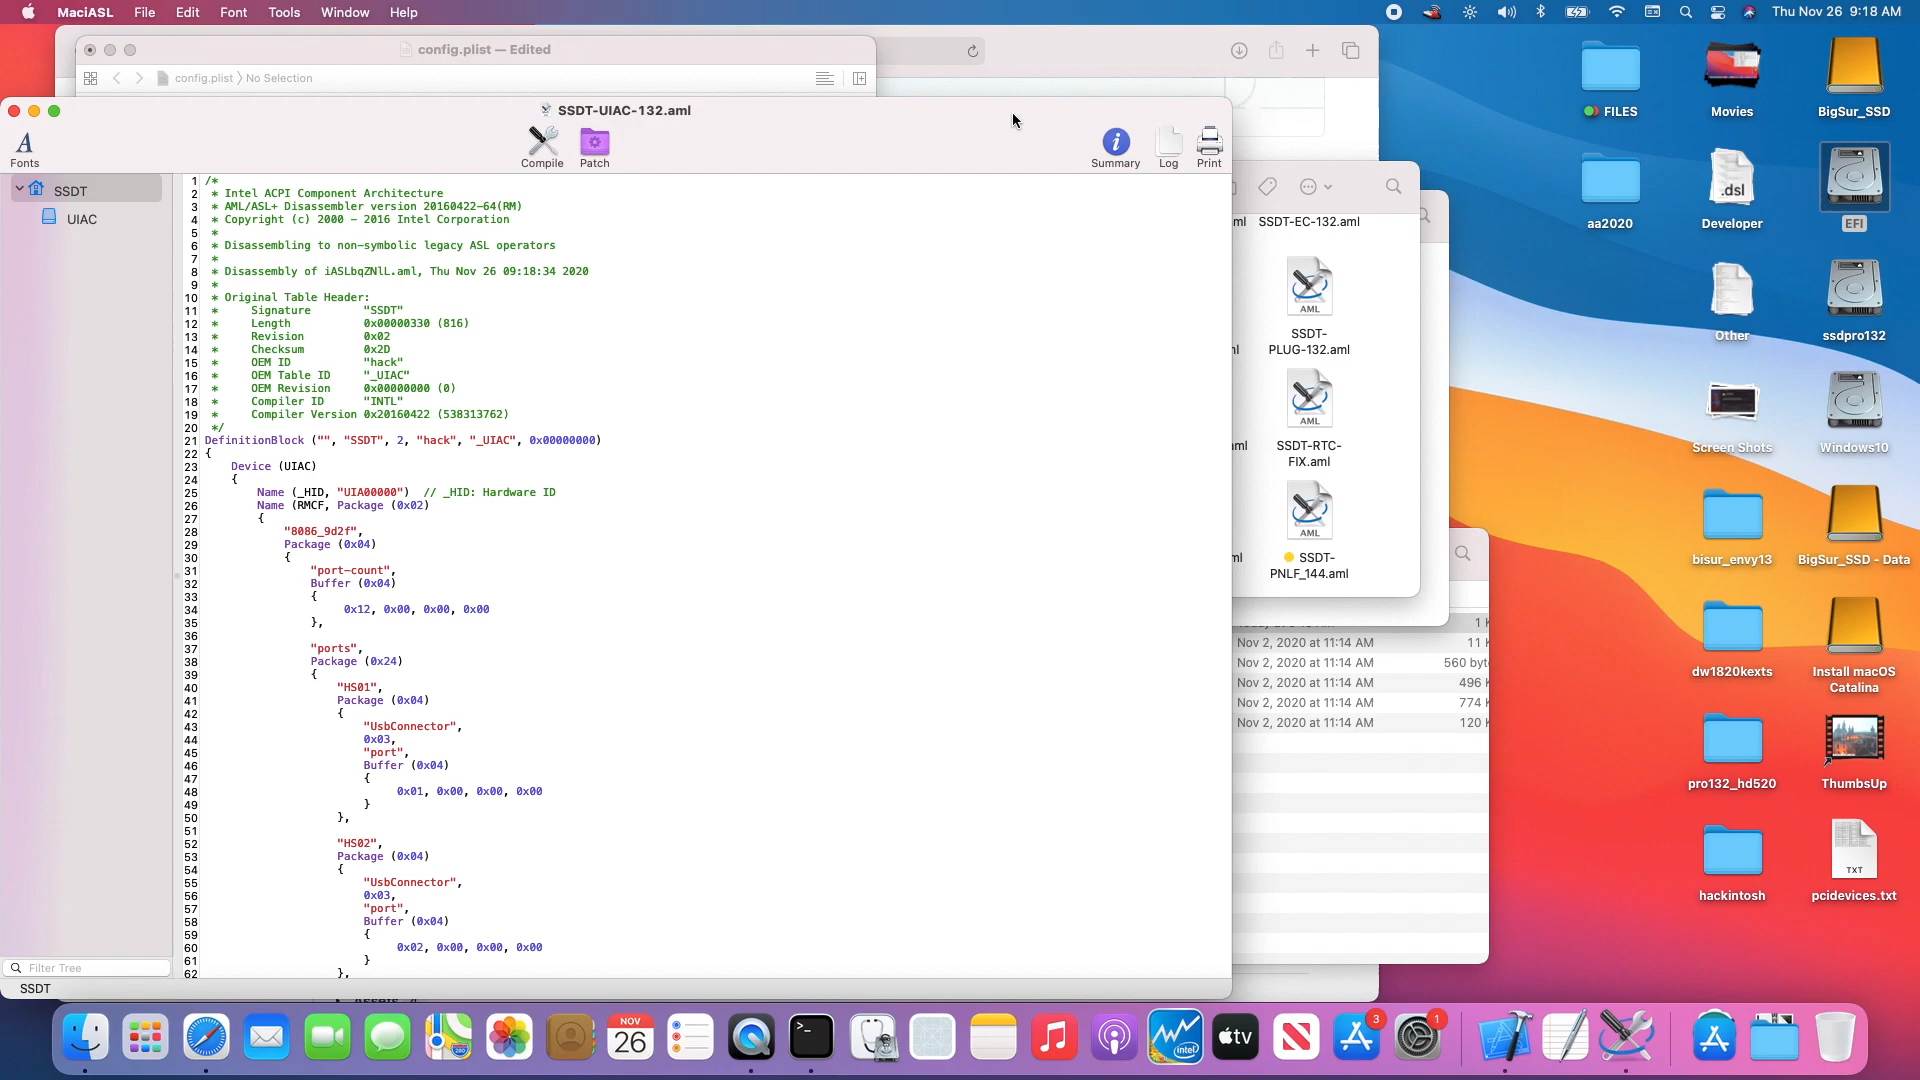 MaciASL File Edit Font Tools Window Help
Thu Nov 26 9:18 AM
config.plist — Edited
config.plist 〉No Selection
SSDT-UIAC-132.aml
Fonts
Compile
Patch
Summary
Log
Print
SSDT
UIAC
1 /*
2 * Intel ACPI Component Architecture
3 * AML/ASL+ Disassembler version 20160422-64(RM)
4 * Copyright (c) 2000 - 2016 Intel Corporation
5 *
6 * Disassembling to non-symbolic legacy ASL operators
7 *
8 * Disassembly of iASLbqZNlL.aml, Thu Nov 26 09:18:34 2020
9 *
10 * Original Table Header:
11 *     Signature        "SSDT"
12 *     Length           0x00000330 (816)
13 *     Revision         0x02
14 *     Checksum         0x2D
15 *     OEM ID           "hack"
16 *     OEM Table ID     "_UIAC"
17 *     OEM Revision     0x00000000 (0)
18 *     Compiler ID      "INTL"
19 *     Compiler Version 0x20160422 (538313762)
20 */
21 DefinitionBlock ("", "SSDT", 2, "hack", "_UIAC", 0x00000000)
22 {
23     Device (UIAC)
24     {
25         Name (_HID, "UIA00000")  // _HID: Hardware ID
26         Name (RMCF, Package (0x02)
27         {
28             "8086_9d2f",
29             Package (0x04)
30             {
31                 "port-count",
32                 Buffer (0x04)
33                 {
34                     0x12, 0x00, 0x00, 0x00
35                 },
36
37                 "ports",
38                 Package (0x24)
39                 {
40                     "HS01",
41                     Package (0x04)
42                     {
43                         "UsbConnector",
44                         0x03,
45                         "port",
46                         Buffer (0x04)
47                         {
48                             0x01, 0x00, 0x00, 0x00
49                         }
50                     },
51
52                     "HS02",
53                     Package (0x04)
54                     {
55                         "UsbConnector",
56                         0x03,
57                         "port",
58                         Buffer (0x04)
59                         {
60                             0x02, 0x00, 0x00, 0x00
61                         }
62                     },
Filter Tree
SSDT
ml SSDT-EC-132.aml
AML
SSDT-
PLUG-132.aml
AML
SSDT-RTC-
FIX.aml
AML
SSDT-
PNLF_144.aml
1 K
Nov 2, 2020 at 11:14 AM 11 K
Nov 2, 2020 at 11:14 AM 560 byt
Nov 2, 2020 at 11:14 AM 496 K
Nov 2, 2020 at 11:14 AM 774 K
Nov 2, 2020 at 11:14 AM 120 K
FILES
Movies
BigSur_SSD
aa2020
.dsl
Developer
EFI
Other
ssdpro132
Screen Shots
Windows10
bisur_envy13
BigSur_SSD - Data
dw1820kexts
Install macOS
Catalina
pro132_hd520
ThumbsUp
TXT
hackintosh
pcidevices.txt
NOV
26
280
>_
intel
tv
N
3
1